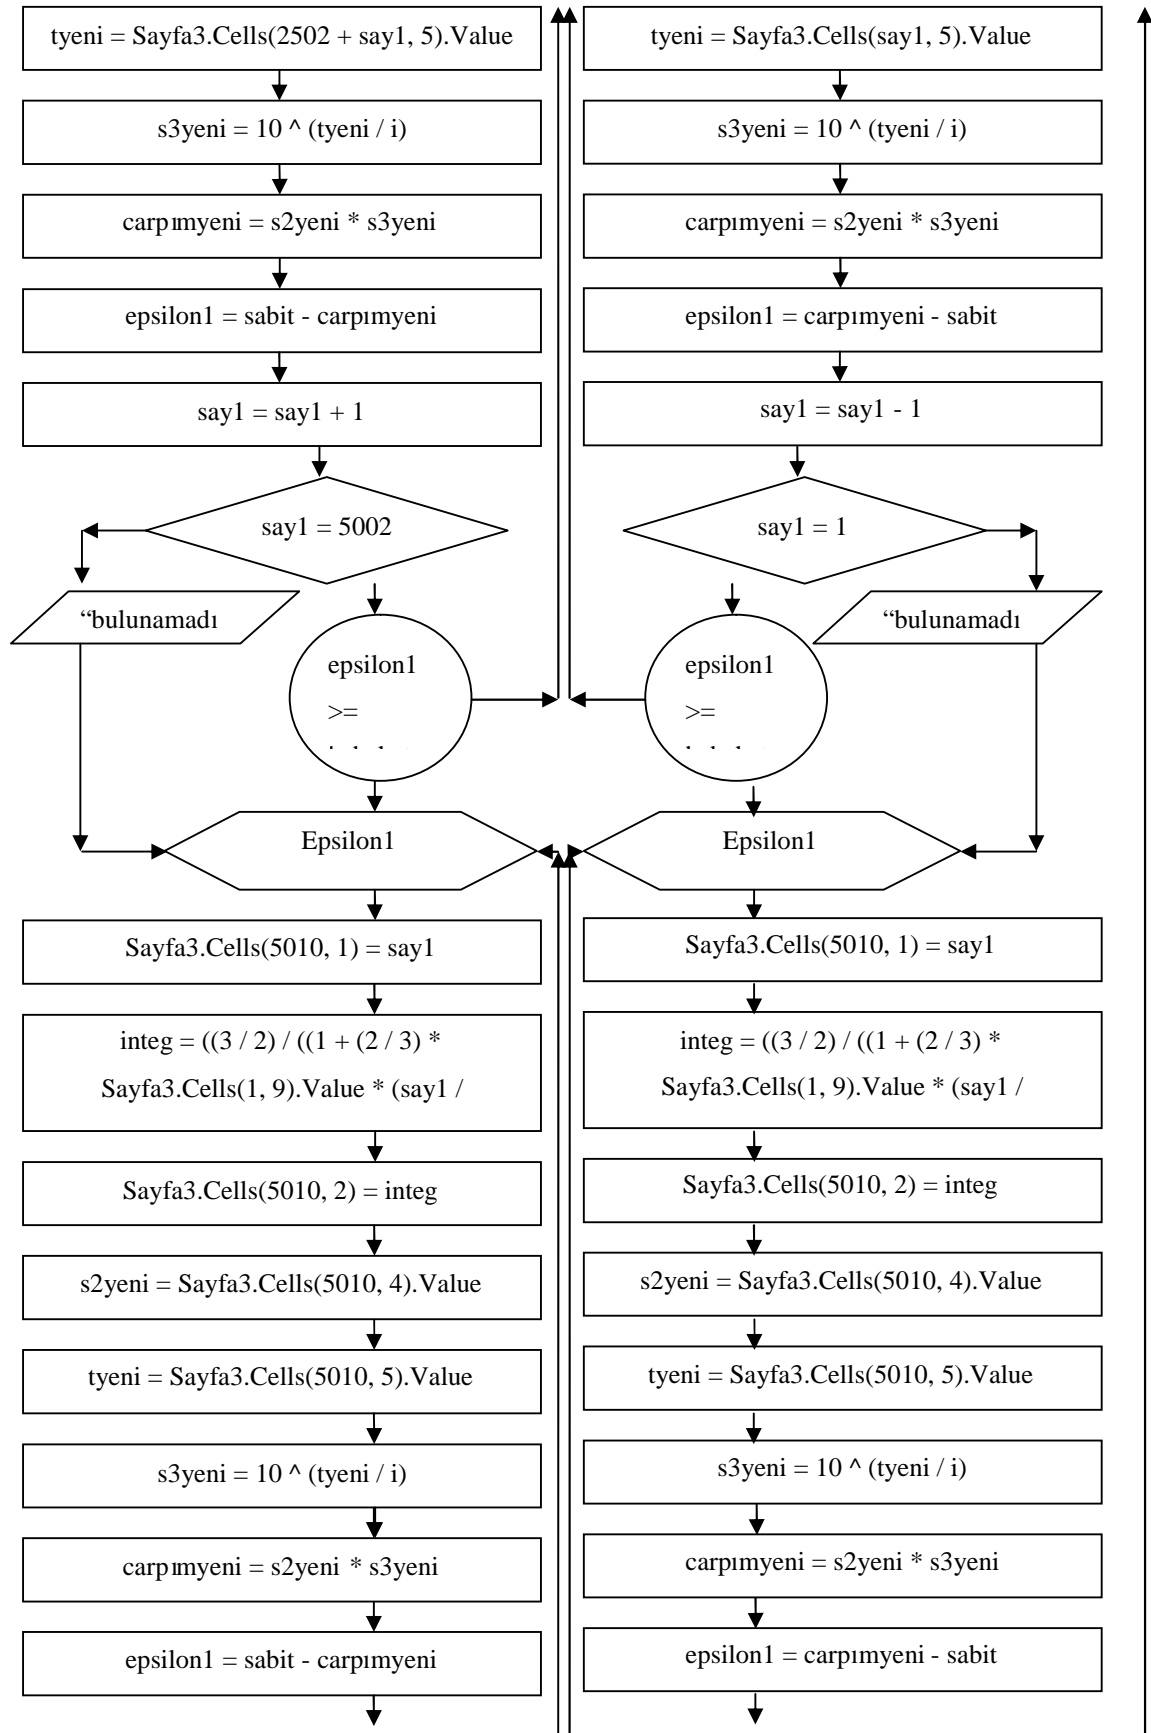 tyeni = Sayfa3.Cells(2502 + say1, 5).Value
s3yeni = 10 ^ (tyeni / i)
carpımyeni = s2yeni * s3yeni
epsilon1 = sabit - carpımyeni
say1 = say1 + 1
say1 = 5002
“bulunamadı
epsilon1
>=
Epsilon1
Sayfa3.Cells(5010, 1) = say1
integ = ((3 / 2) / ((1 + (2 / 3) *
Sayfa3.Cells(1, 9).Value * (say1 /
Sayfa3.Cells(5010, 2) = integ
s2yeni = Sayfa3.Cells(5010, 4).Value
tyeni = Sayfa3.Cells(5010, 5).Value
s3yeni = 10 ^ (tyeni / i)
carpımyeni = s2yeni * s3yeni
epsilon1 = sabit - carpımyeni
tyeni = Sayfa3.Cells(say1, 5).Value
s3yeni = 10 ^ (tyeni / i)
carpımyeni = s2yeni * s3yeni
epsilon1 = carpımyeni - sabit
say1 = say1 - 1
say1 = 1
“bulunamadı
epsilon1
>=
Epsilon1
Sayfa3.Cells(5010, 1) = say1
integ = ((3 / 2) / ((1 + (2 / 3) *
Sayfa3.Cells(1, 9).Value * (say1 /
Sayfa3.Cells(5010, 2) = integ
s2yeni = Sayfa3.Cells(5010, 4).Value
tyeni = Sayfa3.Cells(5010, 5).Value
s3yeni = 10 ^ (tyeni / i)
carpımyeni = s2yeni * s3yeni
epsilon1 = carpımyeni - sabit